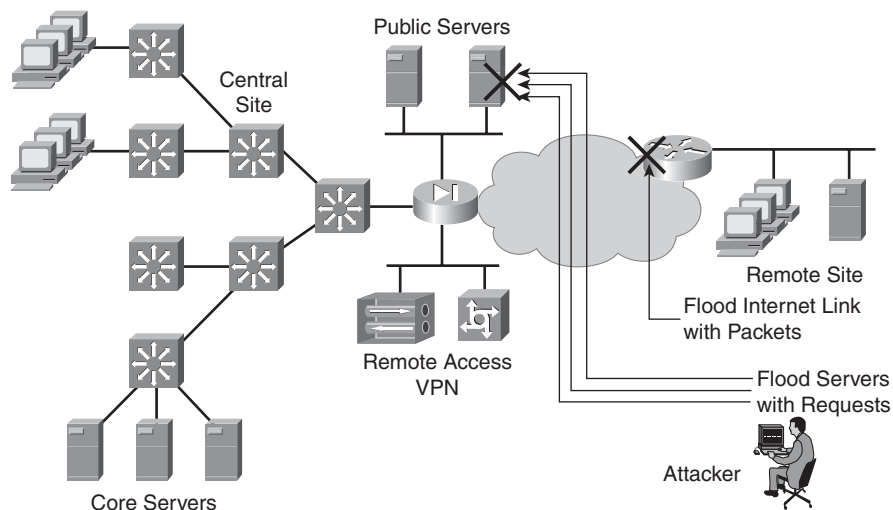 Public Servers
Central
Site
Remote Site
Flood Internet Link
with Packets
Remote Access
VPN
Flood Servers
with Requests
Attacker
Core Servers